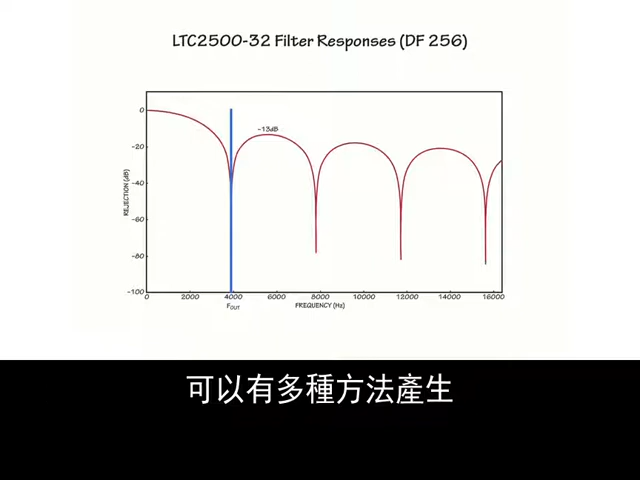 LTC2500-32 Filter Responses (DF 256)
0
-13dB
-20
-40
-60
-80
-100
REJECTION (dB)
0 2000 4000 6000 8000 10000 12000 14000 16000
FOUT
FREQUENCY (Hz)
可以有多種方法產生